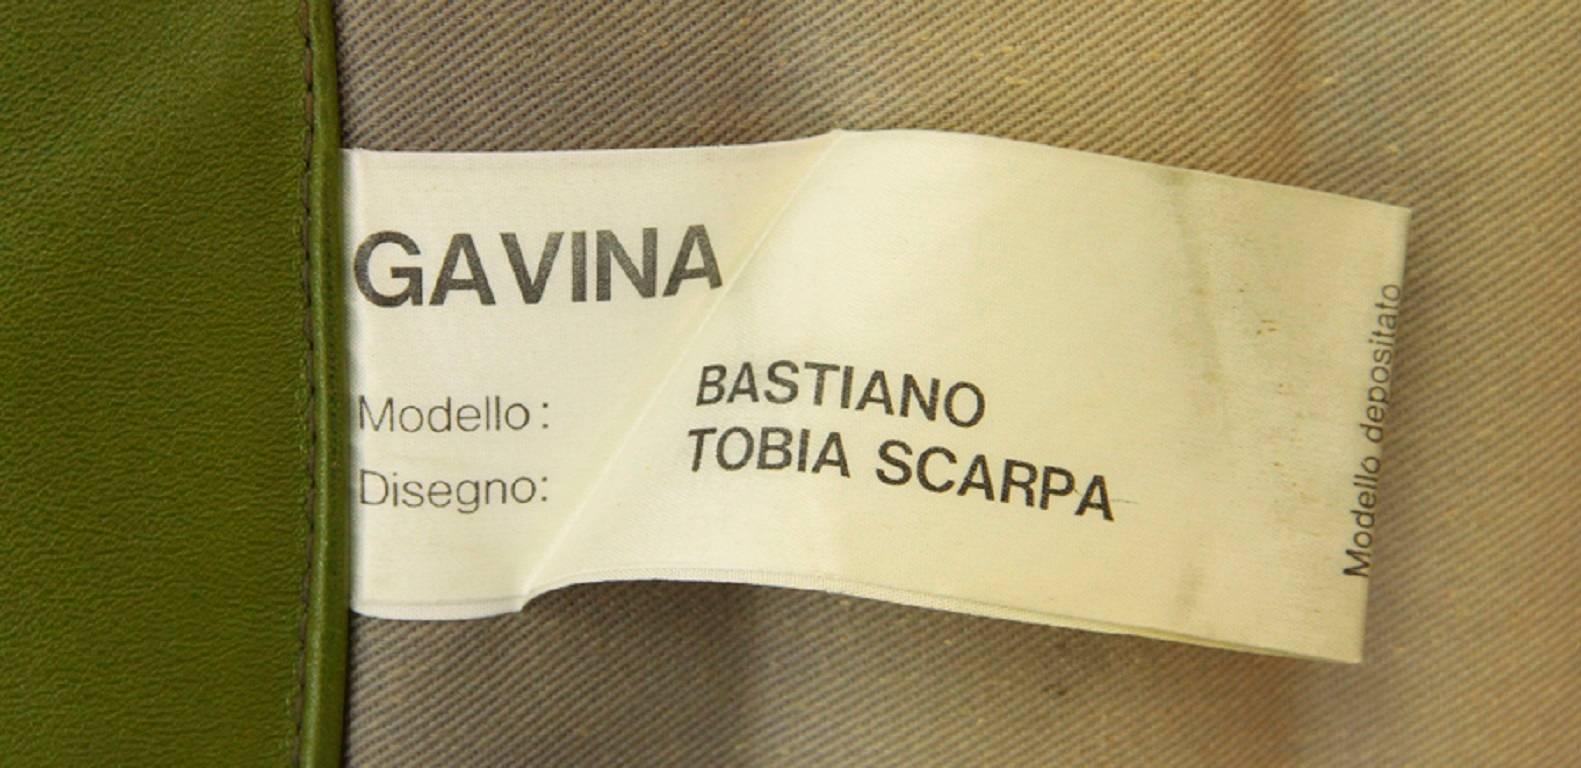 GAVINA
Modello: BASTIANO
Disegno: TOBIA SCARPA
Modello depositato